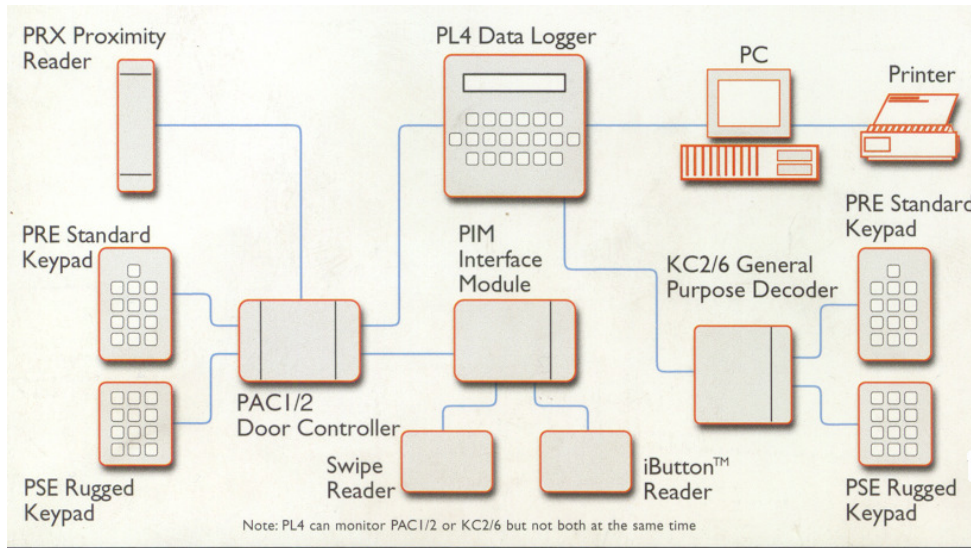 PRX Proximity
Reader
PL4 Data Logger
PC
Printer
PRE Standard
Keypad
PIM
Interface
Module
KC2/6 General
Purpose Decoder
PRE Standard
Keypad
PAC1/2
Door Controller
Swipe
Reader
iButton™
Reader
PSE Rugged
Keypad
PSE Rugged
Keypad
Note: PL4 can monitor PAC1/2 or KC2/6 but not both at the same time